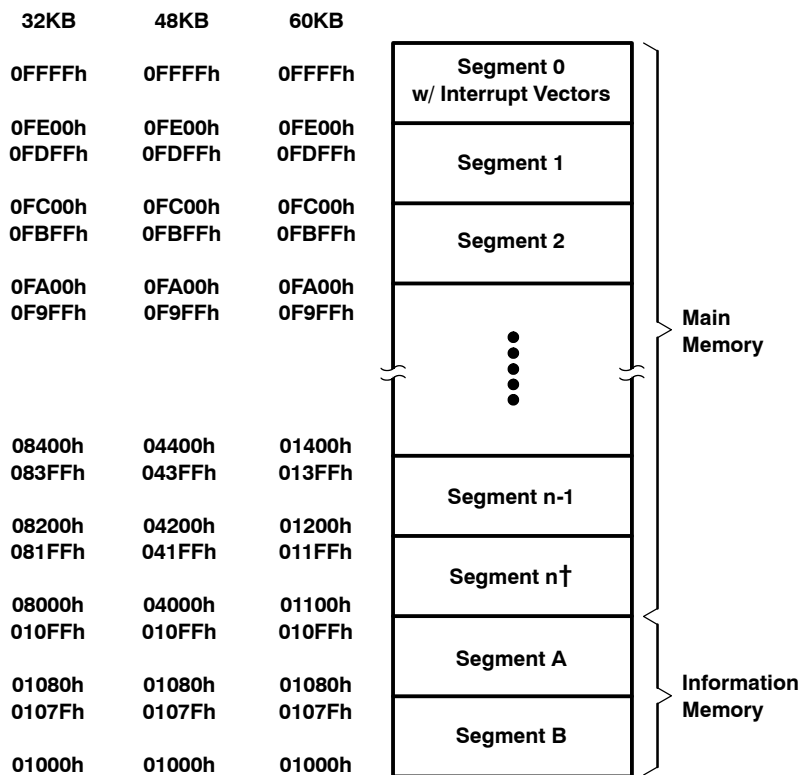 32KB 48KB 60KB
0FFFFh 0FFFFh 0FFFFh
Segment 0
w/ Interrupt Vectors
0FE00h 0FE00h 0FE00h
0FDFFh 0FDFFh 0FDFFh
Segment 1
0FC00h 0FC00h 0FC00h
0FBFFh 0FBFFh 0FBFFh
Segment 2
0FA00h 0FA00h 0FA00h
0F9FFh 0F9FFh 0F9FFh
Main
Memory
08400h 04400h 01400h
083FFh 043FFh 013FFh
Segment n-1
08200h 04200h 01200h
081FFh 041FFh 011FFh
Segment n†
08000h 04000h 01100h
010FFh 010FFh 010FFh
Segment A
01080h 01080h 01080h
0107Fh 0107Fh 0107Fh
Information
Memory
Segment B
01000h 01000h 01000h